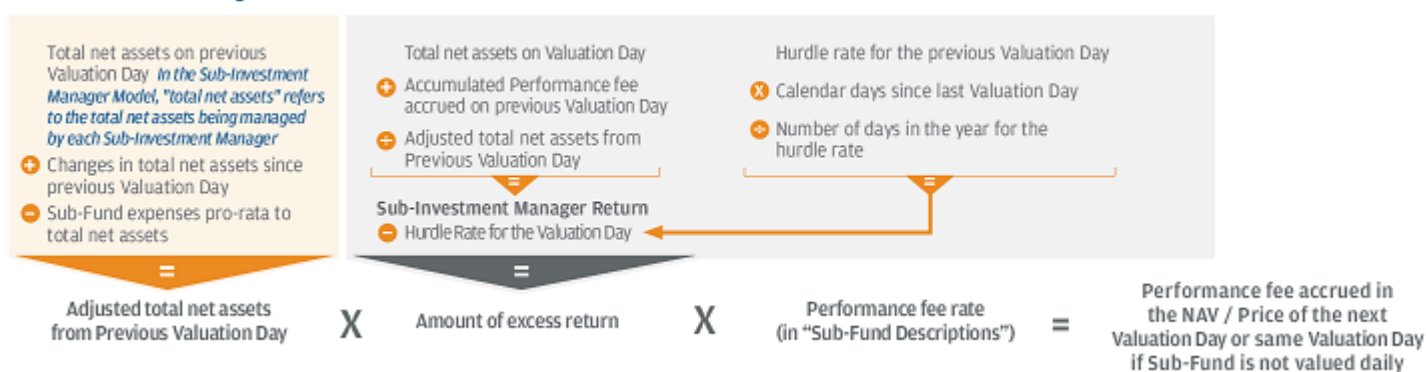 Total net assets on previous
Valuation Day In the Sub-Investment
Manager Model, "total net assets" refers
to the total net assets being managed
by each Sub-Investment Manager
+ Changes in total net assets since
previous Valuation Day
− Sub-Fund expenses pro-rata to
total net assets
=
Adjusted total net assets
from Previous Valuation Day
X
Total net assets on Valuation Day
+ Accumulated Performance fee
accrued on previous Valuation Day
÷ Adjusted total net assets from
Previous Valuation Day
=
Sub-Investment Manager Return
− Hurdle Rate for the Valuation Day
=
Amount of excess return
X
Hurdle rate for the previous Valuation Day
X Calendar days since last Valuation Day
÷ Number of days in the year for the
hurdle rate
=
Performance fee rate
(in “Sub-Fund Descriptions”)
=
Performance fee accrued in
the NAV / Price of the next
Valuation Day or same Valuation Day
if Sub-Fund is not valued daily